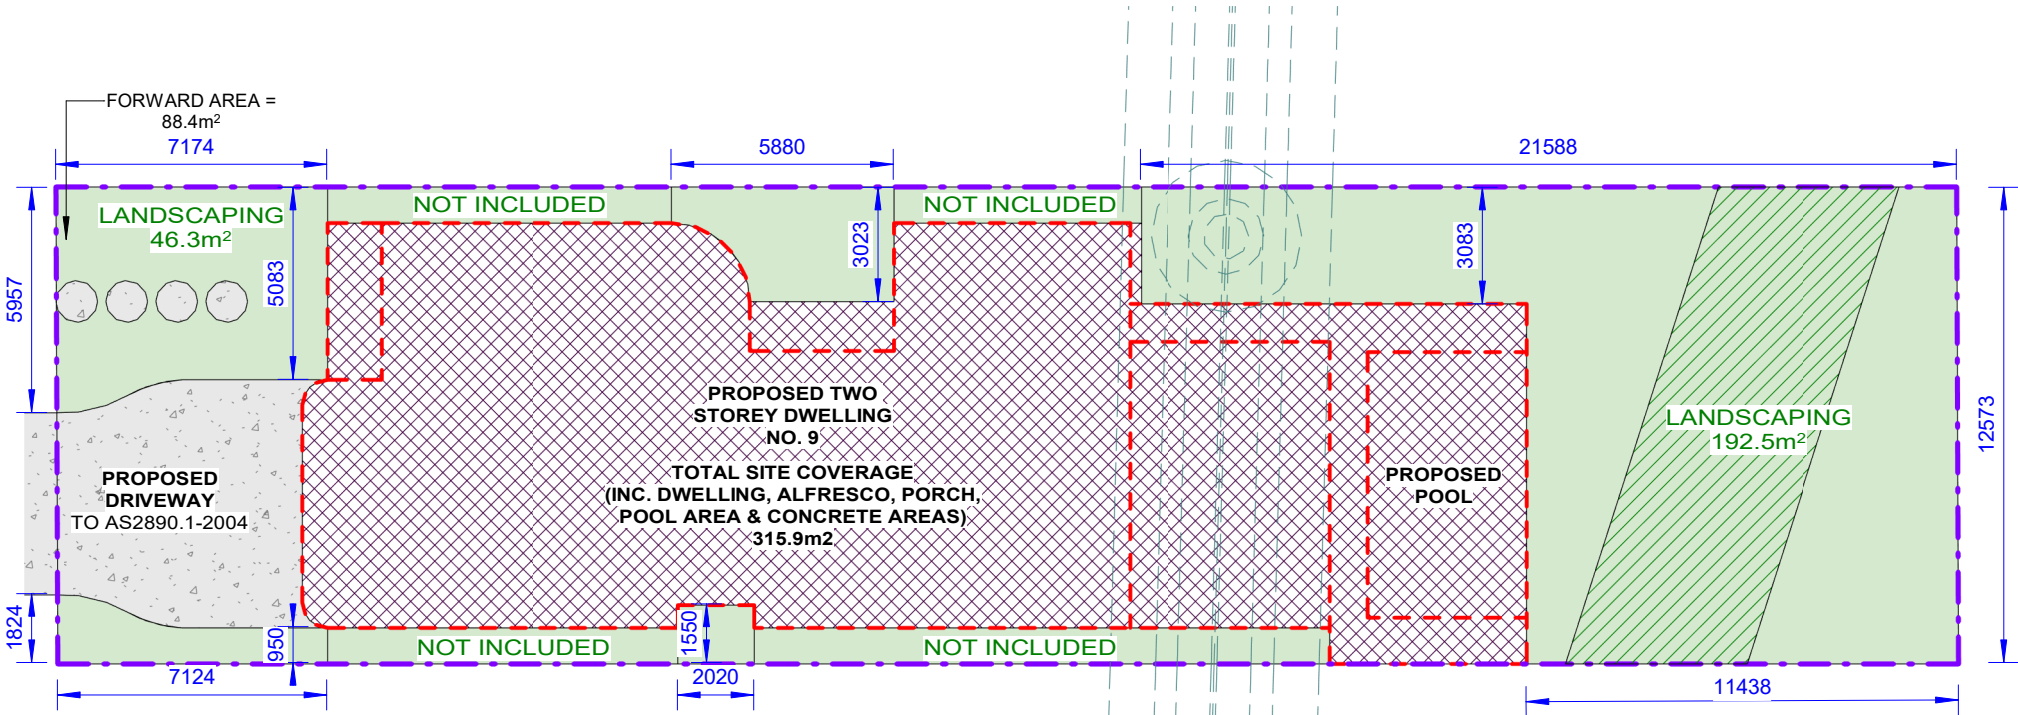 FORWARD AREA =
88.4m²
7174
5880
21588
LANDSCAPING
46.3m²
NOT INCLUDED
NOT INCLUDED
5957
5083
3023
3083
12573
PROPOSED TWO
STOREY DWELLING
NO. 9
TOTAL SITE COVERAGE
(INC. DWELLING, ALFRESCO, PORCH,
POOL AREA & CONCRETE AREAS)
315.9m2
LANDSCAPING
192.5m²
PROPOSED
DRIVEWAY
TO AS2890.1-2004
PROPOSED
POOL
1824
950
1550
NOT INCLUDED
NOT INCLUDED
7124
2020
11438